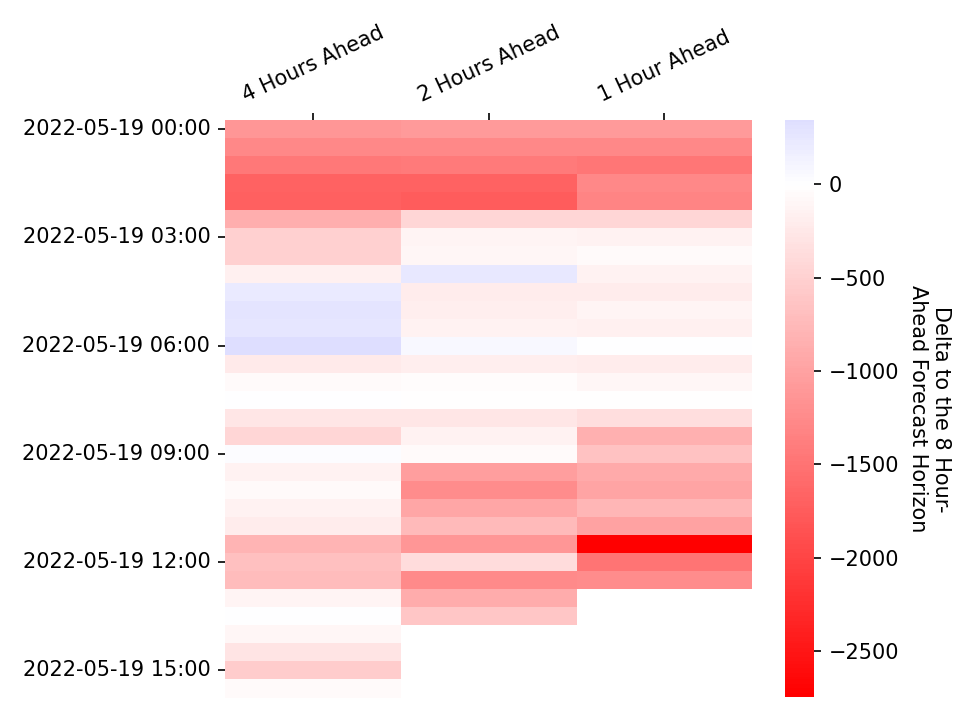 4 Hours Ahead
2 Hours Ahead
1 Hour Ahead
2022-05-19 00:00
2022-05-19 03:00
2022-05-19 06:00
2022-05-19 09:00
2022-05-19 12:00
2022-05-19 15:00
0
−500
−1000
−1500
−2000
−2500
Delta to the 8 Hour-
Ahead Forecast Horizon